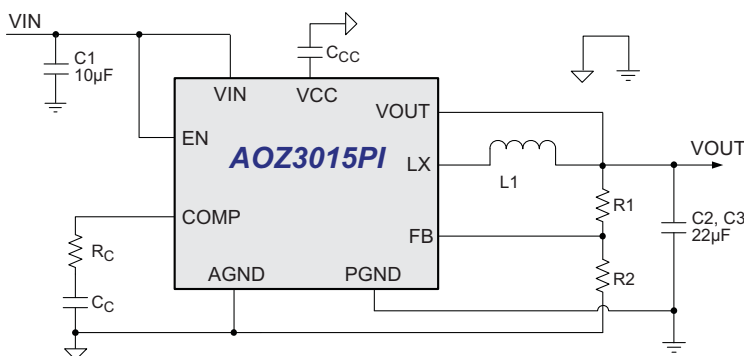 VIN
C1
10µF
CCC
VIN
VCC
VOUT
EN
AOZ3015PI
LX
L1
VOUT
COMP
FB
R1
C2, C3
22µF
RC
AGND
PGND
R2
CC